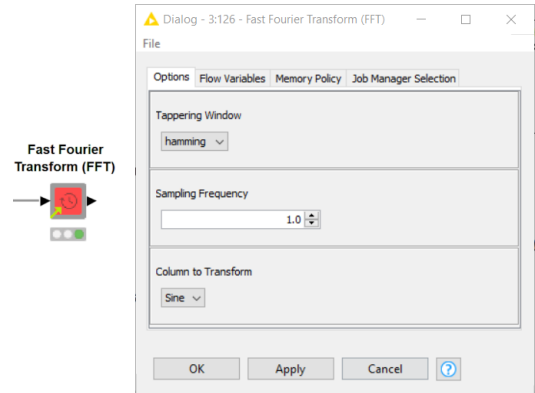 Dialog - 3:126 - Fast Fourier Transform (FFT)
File
Options Flow Variables Memory Policy Job Manager Selection
Tappering Window
hamming
Fast Fourier
Transform (FFT)
Sampling Frequency
1.0
Column to Transform
Sine
OK Apply Cancel ?